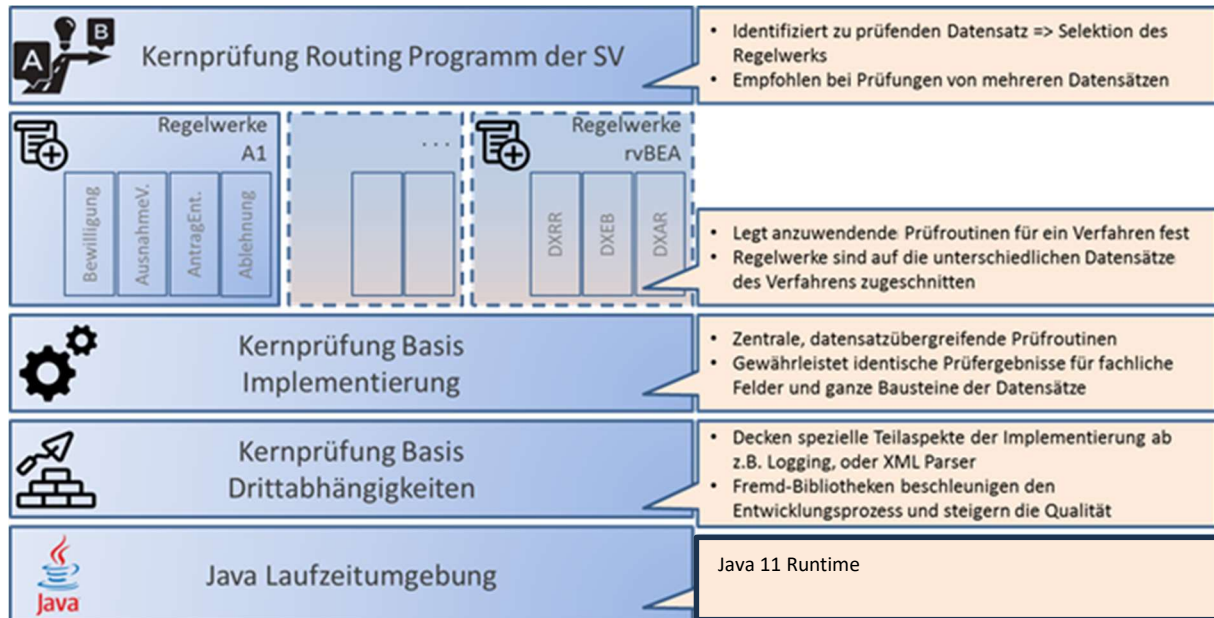 A
B
Kernprüfung Routing Programm der SV
• Identifiziert zu prüfenden Datensatz => Selektion des
Regelwerks
• Empfohlen bei Prüfungen von mehreren Datensätzen
Regelwerke
A1
Bewilligung
AusnahmeV.
AntragEnt.
Ablehnung
...
Regelwerke
rvBEA
DXRR
DXEB
DXAR
• Legt anzuwendende Prüfroutinen für ein Verfahren fest
• Regelwerke sind auf die unterschiedlichen Datensätze
des Verfahrens zugeschnitten
Kernprüfung Basis
Implementierung
• Zentrale, datensatzübergreifende Prüfroutinen
• Gewährleistet identische Prüfergebnisse für fachliche
Felder und ganze Bausteine der Datensätze
Kernprüfung Basis
Drittabhängigkeiten
• Decken spezielle Teilaspekte der Implementierung ab
z.B. Logging, oder XML Parser
• Fremd-Bibliotheken beschleunigen den
Entwicklungsprozess und steigern die Qualität
Java
Java Laufzeitumgebung
Java 11 Runtime